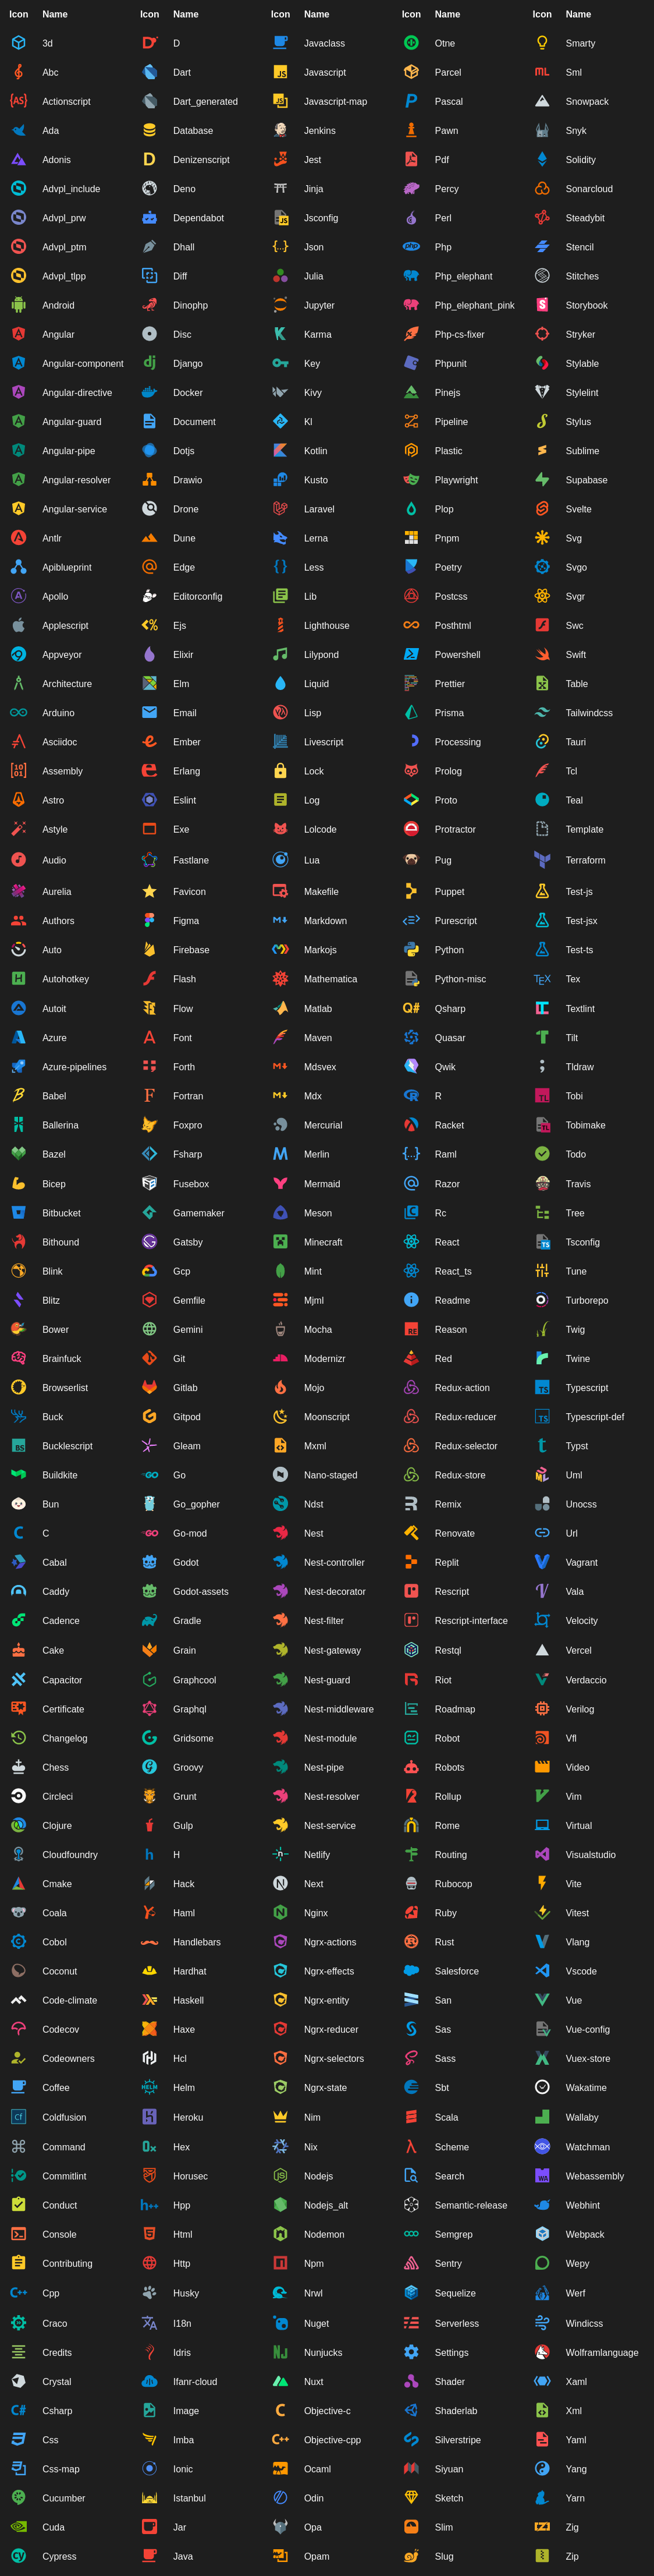 Icon Name Icon Name Icon Name Icon Name Icon Name
3d D Javaclass Otne Smarty
Abc Dart Javascript Parcel Sml
Actionscript Dart_generated Javascript-map Pascal Snowpack
Ada Database Jenkins Pawn Snyk
Adonis Denizenscript Jest Pdf Solidity
Advpl_include Deno Jinja Percy Sonarcloud
Advpl_prw Dependabot Jsconfig Perl Steadybit
Advpl_ptm Dhall Json Php Stencil
Advpl_tlpp Diff Julia Php_elephant Stitches
Android Dinophp Jupyter Php_elephant_pink Storybook
Angular Disc Karma Php-cs-fixer Stryker
Angular-component Django Key Phpunit Stylable
Angular-directive Docker Kivy Pinejs Stylelint
Angular-guard Document Kl Pipeline Stylus
Angular-pipe Dotjs Kotlin Plastic Sublime
Angular-resolver Drawio Kusto Playwright Supabase
Angular-service Drone Laravel Plop Svelte
Antlr Dune Lerna Pnpm Svg
Apiblueprint Edge Less Poetry Svgo
Apollo Editorconfig Lib Postcss Svgr
Applescript Ejs Lighthouse Posthtml Swc
Appveyor Elixir Lilypond Powershell Swift
Architecture Elm Liquid Prettier Table
Arduino Email Lisp Prisma Tailwindcss
Asciidoc Ember Livescript Processing Tauri
Assembly Erlang Lock Prolog Tcl
Astro Eslint Log Proto Teal
Astyle Exe Lolcode Protractor Template
Audio Fastlane Lua Pug Terraform
Aurelia Favicon Makefile Puppet Test-js
Authors Figma Markdown Purescript Test-jsx
Auto Firebase Markojs Python Test-ts
Autohotkey Flash Mathematica Python-misc Tex
Autoit Flow Matlab Qsharp Textlint
Azure Font Maven Quasar Tilt
Azure-pipelines Forth Mdsvex Qwik Tldraw
Babel Fortran Mdx R Tobi
Ballerina Foxpro Mercurial Racket Tobimake
Bazel Fsharp Merlin Raml Todo
Bicep Fusebox Mermaid Razor Travis
Bitbucket Gamemaker Meson Rc Tree
Bithound Gatsby Minecraft React Tsconfig
Blink Gcp Mint React_ts Tune
Blitz Gemfile Mjml Readme Turborepo
Bower Gemini Mocha Reason Twig
Brainfuck Git Modernizr Red Twine
Browserlist Gitlab Mojo Redux-action Typescript
Buck Gitpod Moonscript Redux-reducer Typescript-def
Bucklescript Gleam Mxml Redux-selector Typst
Buildkite Go Nano-staged Redux-store Uml
Bun Go_gopher Ndst Remix Unocss
C Go-mod Nest Renovate Url
Cabal Godot Nest-controller Replit Vagrant
Caddy Godot-assets Nest-decorator Rescript Vala
Cadence Gradle Nest-filter Rescript-interface Velocity
Cake Grain Nest-gateway Restql Vercel
Capacitor Graphcool Nest-guard Riot Verdaccio
Certificate Graphql Nest-middleware Roadmap Verilog
Changelog Gridsome Nest-module Robot Vfl
Chess Groovy Nest-pipe Robots Video
Circleci Grunt Nest-resolver Rollup Vim
Clojure Gulp Nest-service Rome Virtual
Cloudfoundry H Netlify Routing Visualstudio
Cmake Hack Next Rubocop Vite
Coala Haml Nginx Ruby Vitest
Cobol Handlebars Ngrx-actions Rust Vlang
Coconut Hardhat Ngrx-effects Salesforce Vscode
Code-climate Haskell Ngrx-entity San Vue
Codecov Haxe Ngrx-reducer Sas Vue-config
Codeowners Hcl Ngrx-selectors Sass Vuex-store
Coffee Helm Ngrx-state Sbt Wakatime
Coldfusion Heroku Nim Scala Wallaby
Command Hex Nix Scheme Watchman
Commitlint Horusec Nodejs Search Webassembly
Conduct Hpp Nodejs_alt Semantic-release Webhint
Console Html Nodemon Semgrep Webpack
Contributing Http Npm Sentry Wepy
Cpp Husky Nrwl Sequelize Werf
Craco I18n Nuget Serverless Windicss
Credits Idris Nunjucks Settings Wolframlanguage
Crystal Ifanr-cloud Nuxt Shader Xaml
Csharp Image Objective-c Shaderlab Xml
Css Imba Objective-cpp Silverstripe Yaml
Css-map Ionic Ocaml Siyuan Yang
Cucumber Istanbul Odin Sketch Yarn
Cuda Jar Opa Slim Zig
Cypress Java Opam Slug Zip